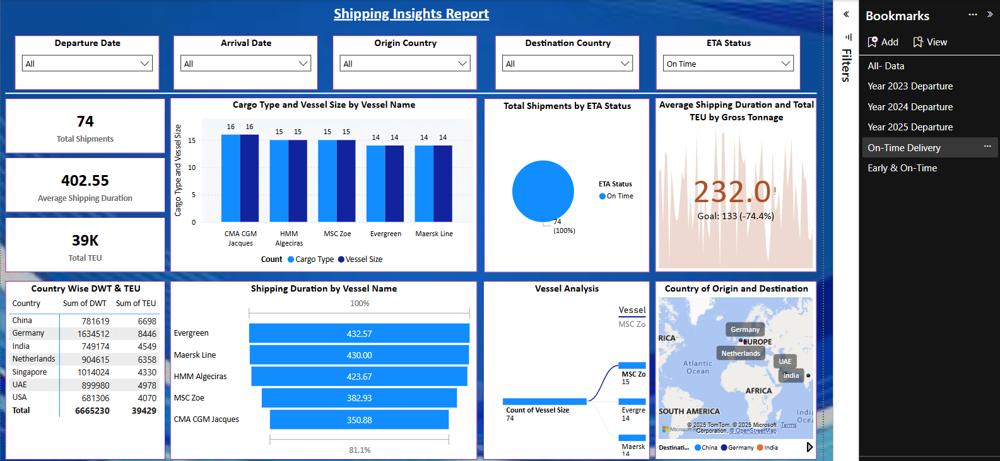 Shipping Insights Report
Departure Date
All
Arrival Date
All
Origin Country
All
Destination Country
All
ETA Status
On Time
74
Total Shipments
402.55
Average Shipping Duration
39K
Total TEU
Cargo Type and Vessel Size by Vessel Name
Cargo Type and Vessel Size
15
10
5
0
16 16 15 15 15 15 14 14 14 14
CMA CGM Jacques
HMM Algeciras
MSC Zoe
Evergreen
Maersk Line
Count Cargo Type Vessel Size
Total Shipments by ETA Status
74
(100%)
ETA Status
On Time
Average Shipping Duration and Total
TEU by Gross Tonnage
232.0!
Goal: 133 (-74.4%)
Country Wise DWT & TEU
Country Sum of DWT Sum of TEU
China 781619 6698
Germany 1634512 8446
India 749174 4549
Netherlands 904615 6358
Singapore 1014024 4330
UAE 899980 4978
USA 681306 4070
Total 6665230 39429
Shipping Duration by Vessel Name
100%
Evergreen 432.57
Maersk Line 430.00
HMM Algeciras 423.67
MSC Zoe 382.93
CMA CGM Jacques 350.88
81.1%
Vessel Analysis
Vessel
MSC Zo
Count of Vessel Size
74
MSC Zo
15
Evergre
14
Maersk
14
Country of Origin and Destination
RICA
Germany
EUROPE
Netherlands
Atlantic
Ocean
UAE
India
AFRICA
SOUTH AMERICA
Indi
Ocea
Microsoft B
© 2025 TomTom, © 2025 Microsoft Corporation, © OpenStreetMap Terms
Destinati... China Germany India
Filters
Bookmarks
Add View
All- Data
Year 2023 Departure
Year 2024 Departure
Year 2025 Departure
On-Time Delivery
Early & On-Time